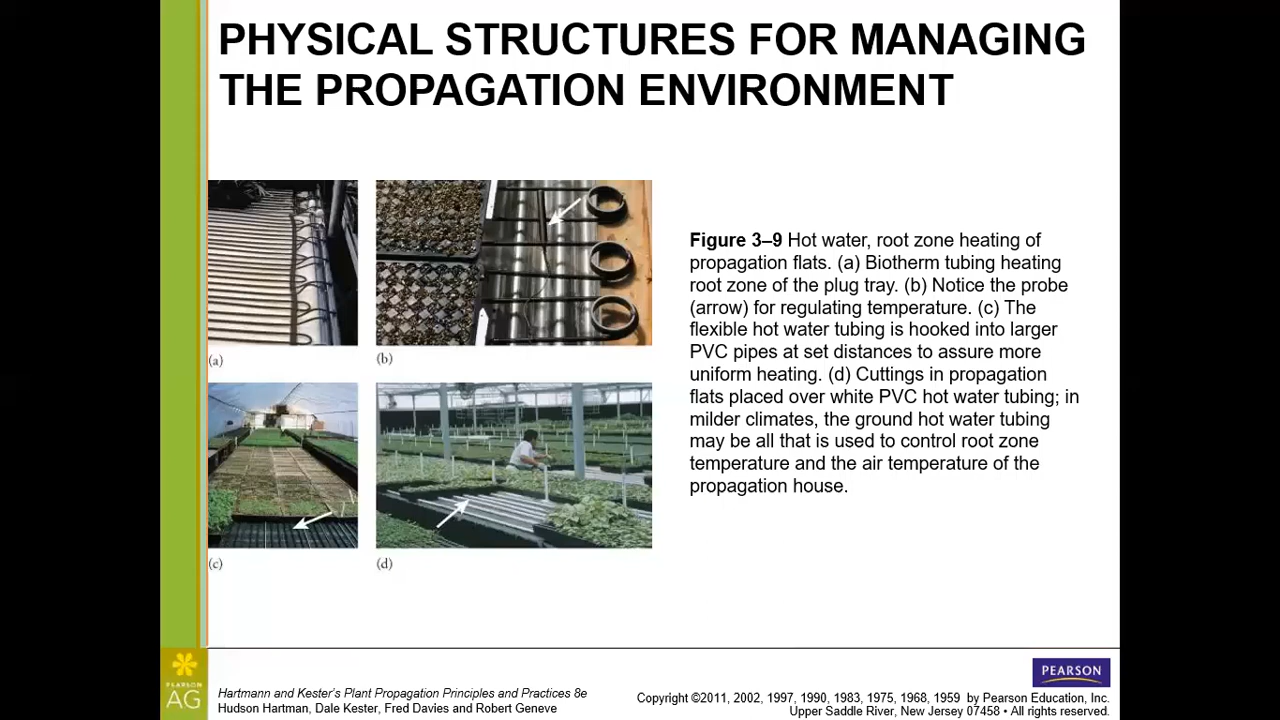 PHYSICAL STRUCTURES FOR MANAGING
THE PROPAGATION ENVIRONMENT
(a)
(b)
(c)
(d)
Figure 3–9 Hot water, root zone heating of
propagation flats. (a) Biotherm tubing heating
root zone of the plug tray. (b) Notice the probe
(arrow) for regulating temperature. (c) The
flexible hot water tubing is hooked into larger
PVC pipes at set distances to assure more
uniform heating. (d) Cuttings in propagation
flats placed over white PVC hot water tubing; in
milder climates, the ground hot water tubing
may be all that is used to control root zone
temperature and the air temperature of the
propagation house.
PEARSON
AG
Hartmann and Kester's Plant Propagation Principles and Practices 8e
Hudson Hartman, Dale Kester, Fred Davies and Robert Geneve
PEARSON
Copyright ©2011, 2002, 1997, 1990, 1983, 1975, 1968, 1959 by Pearson Education, Inc.
Upper Saddle River, New Jersey 07458 • All rights reserved.